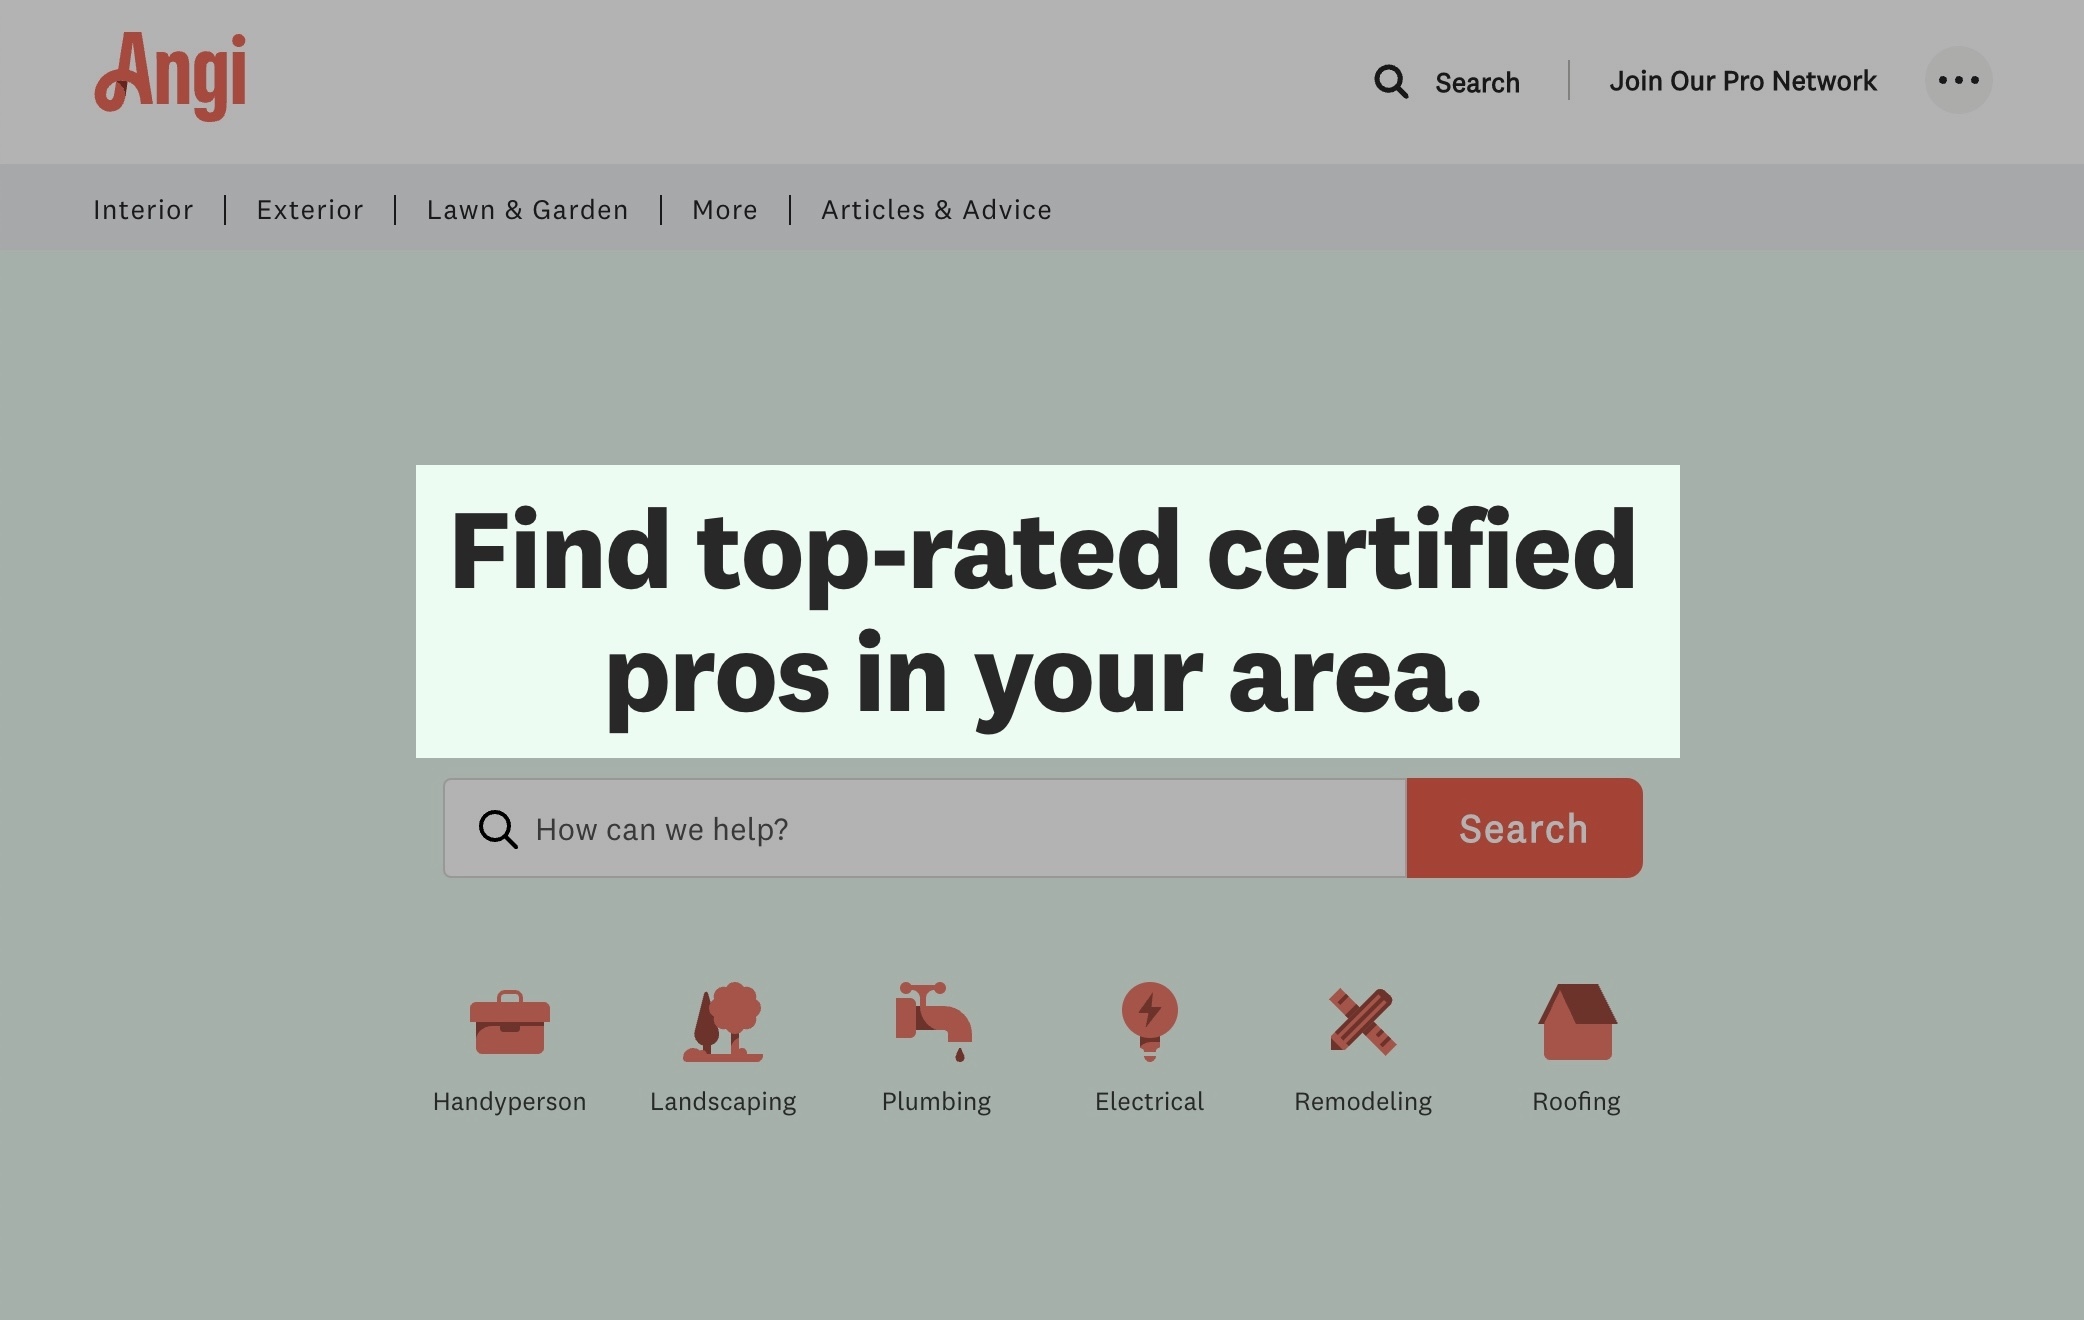 Angi
Search
Join Our Pro Network
Interior | Exterior | Lawn & Garden | More | Articles & Advice
Find top-rated certified
pros in your area.
How can we help?
Search
Handyperson
Landscaping
Plumbing
Electrical
Remodeling
Roofing